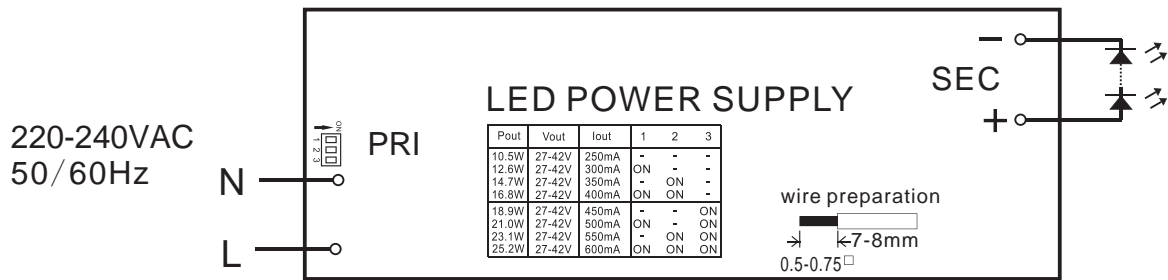 220-240VAC
50/60Hz
N
L
ON
1 2 3
PRI
LED POWER SUPPLY
Pout Vout Iout 1 2 3
10.5W 27-42V 250mA - - -
12.6W 27-42V 300mA ON - -
14.7W 27-42V 350mA - ON -
16.8W 27-42V 400mA ON ON -
18.9W 27-42V 450mA - - ON
21.0W 27-42V 500mA ON - ON
23.1W 27-42V 550mA - ON ON
25.2W 27-42V 600mA ON ON ON
-
SEC
+
wire preparation
7-8mm
0.5-0.75□